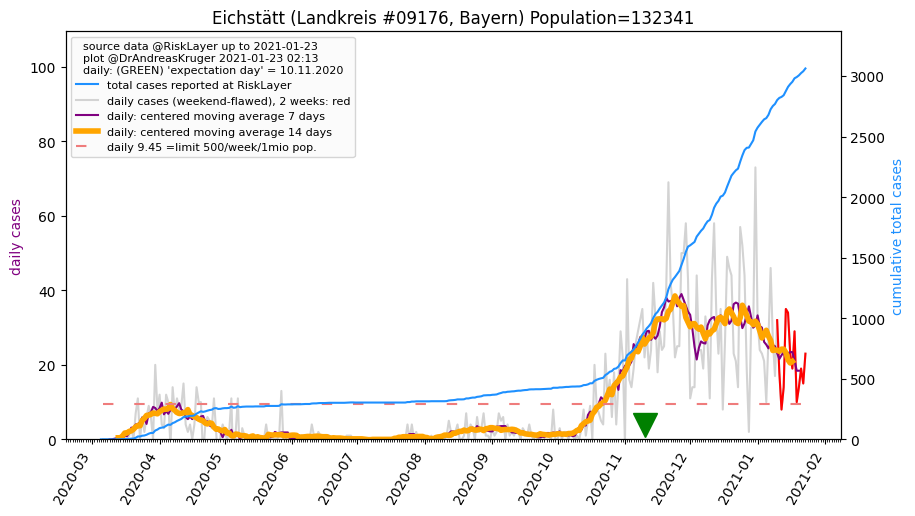 Eichstätt (Landkreis #09176, Bayern) Population=132341
source data @RiskLayer up to 2021-01-23
plot @DrAndreasKruger 2021-01-23 02:13
daily: (GREEN) 'expectation day' = 10.11.2020
total cases reported at RiskLayer
daily cases (weekend-flawed), 2 weeks: red
daily: centered moving average 7 days
daily: centered moving average 14 days
daily 9.45 =limit 500/week/1mio pop.
daily cases
100
80
60
40
20
0
cumulative total cases
3000
2500
2000
1500
1000
500
0
2020-03
2020-04
2020-05
2020-06
2020-07
2020-08
2020-09
2020-10
2020-11
2020-12
2021-01
2021-02